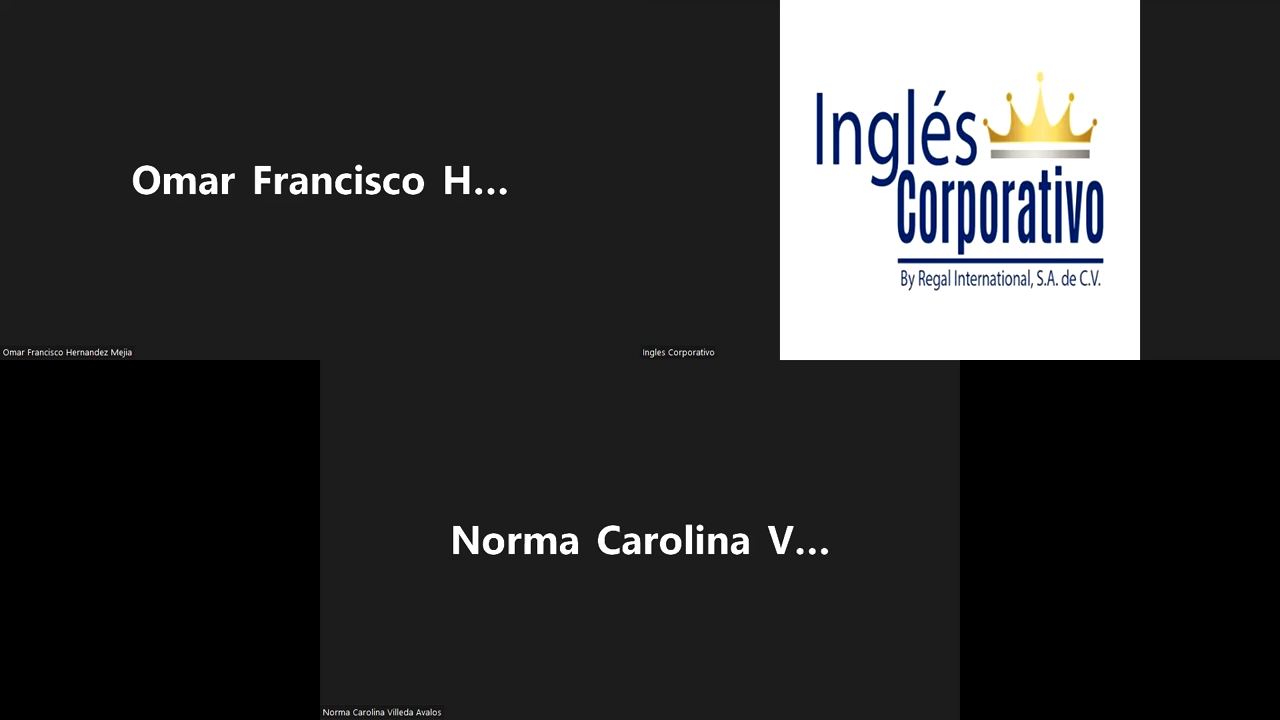 Omar Francisco H...
Inglés
Corporativo
By Regal International, S.A. de C.V.
Omar Francisco Hernandez Mejia
Ingles Corporativo
Norma Carolina V...
Norma Carolina Villeda Avalos